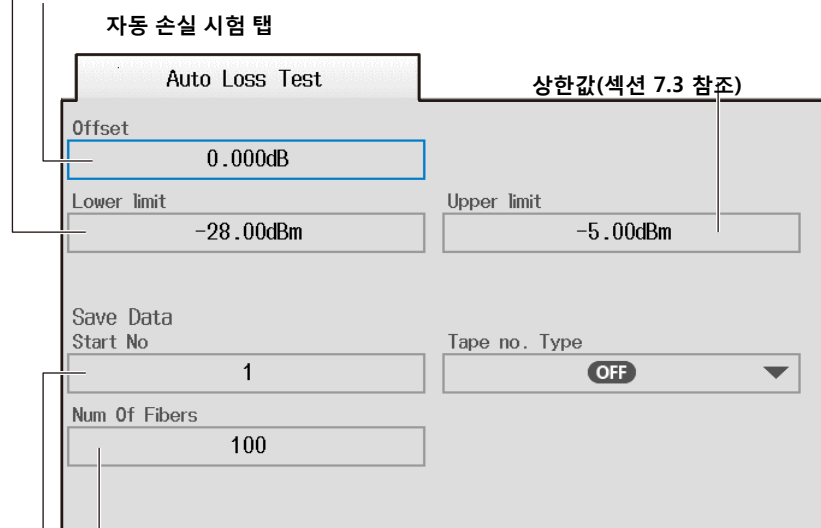 자동 손실 시험 탭
Auto Loss Test
상한값(섹션 7.3 참조)
Offset
0.000dB
Lower limit
Upper limit
-28.00dBm
-5.00dBm
Save Data
Start No
Tape no. Type
1
OFF
Num Of Fibers
100